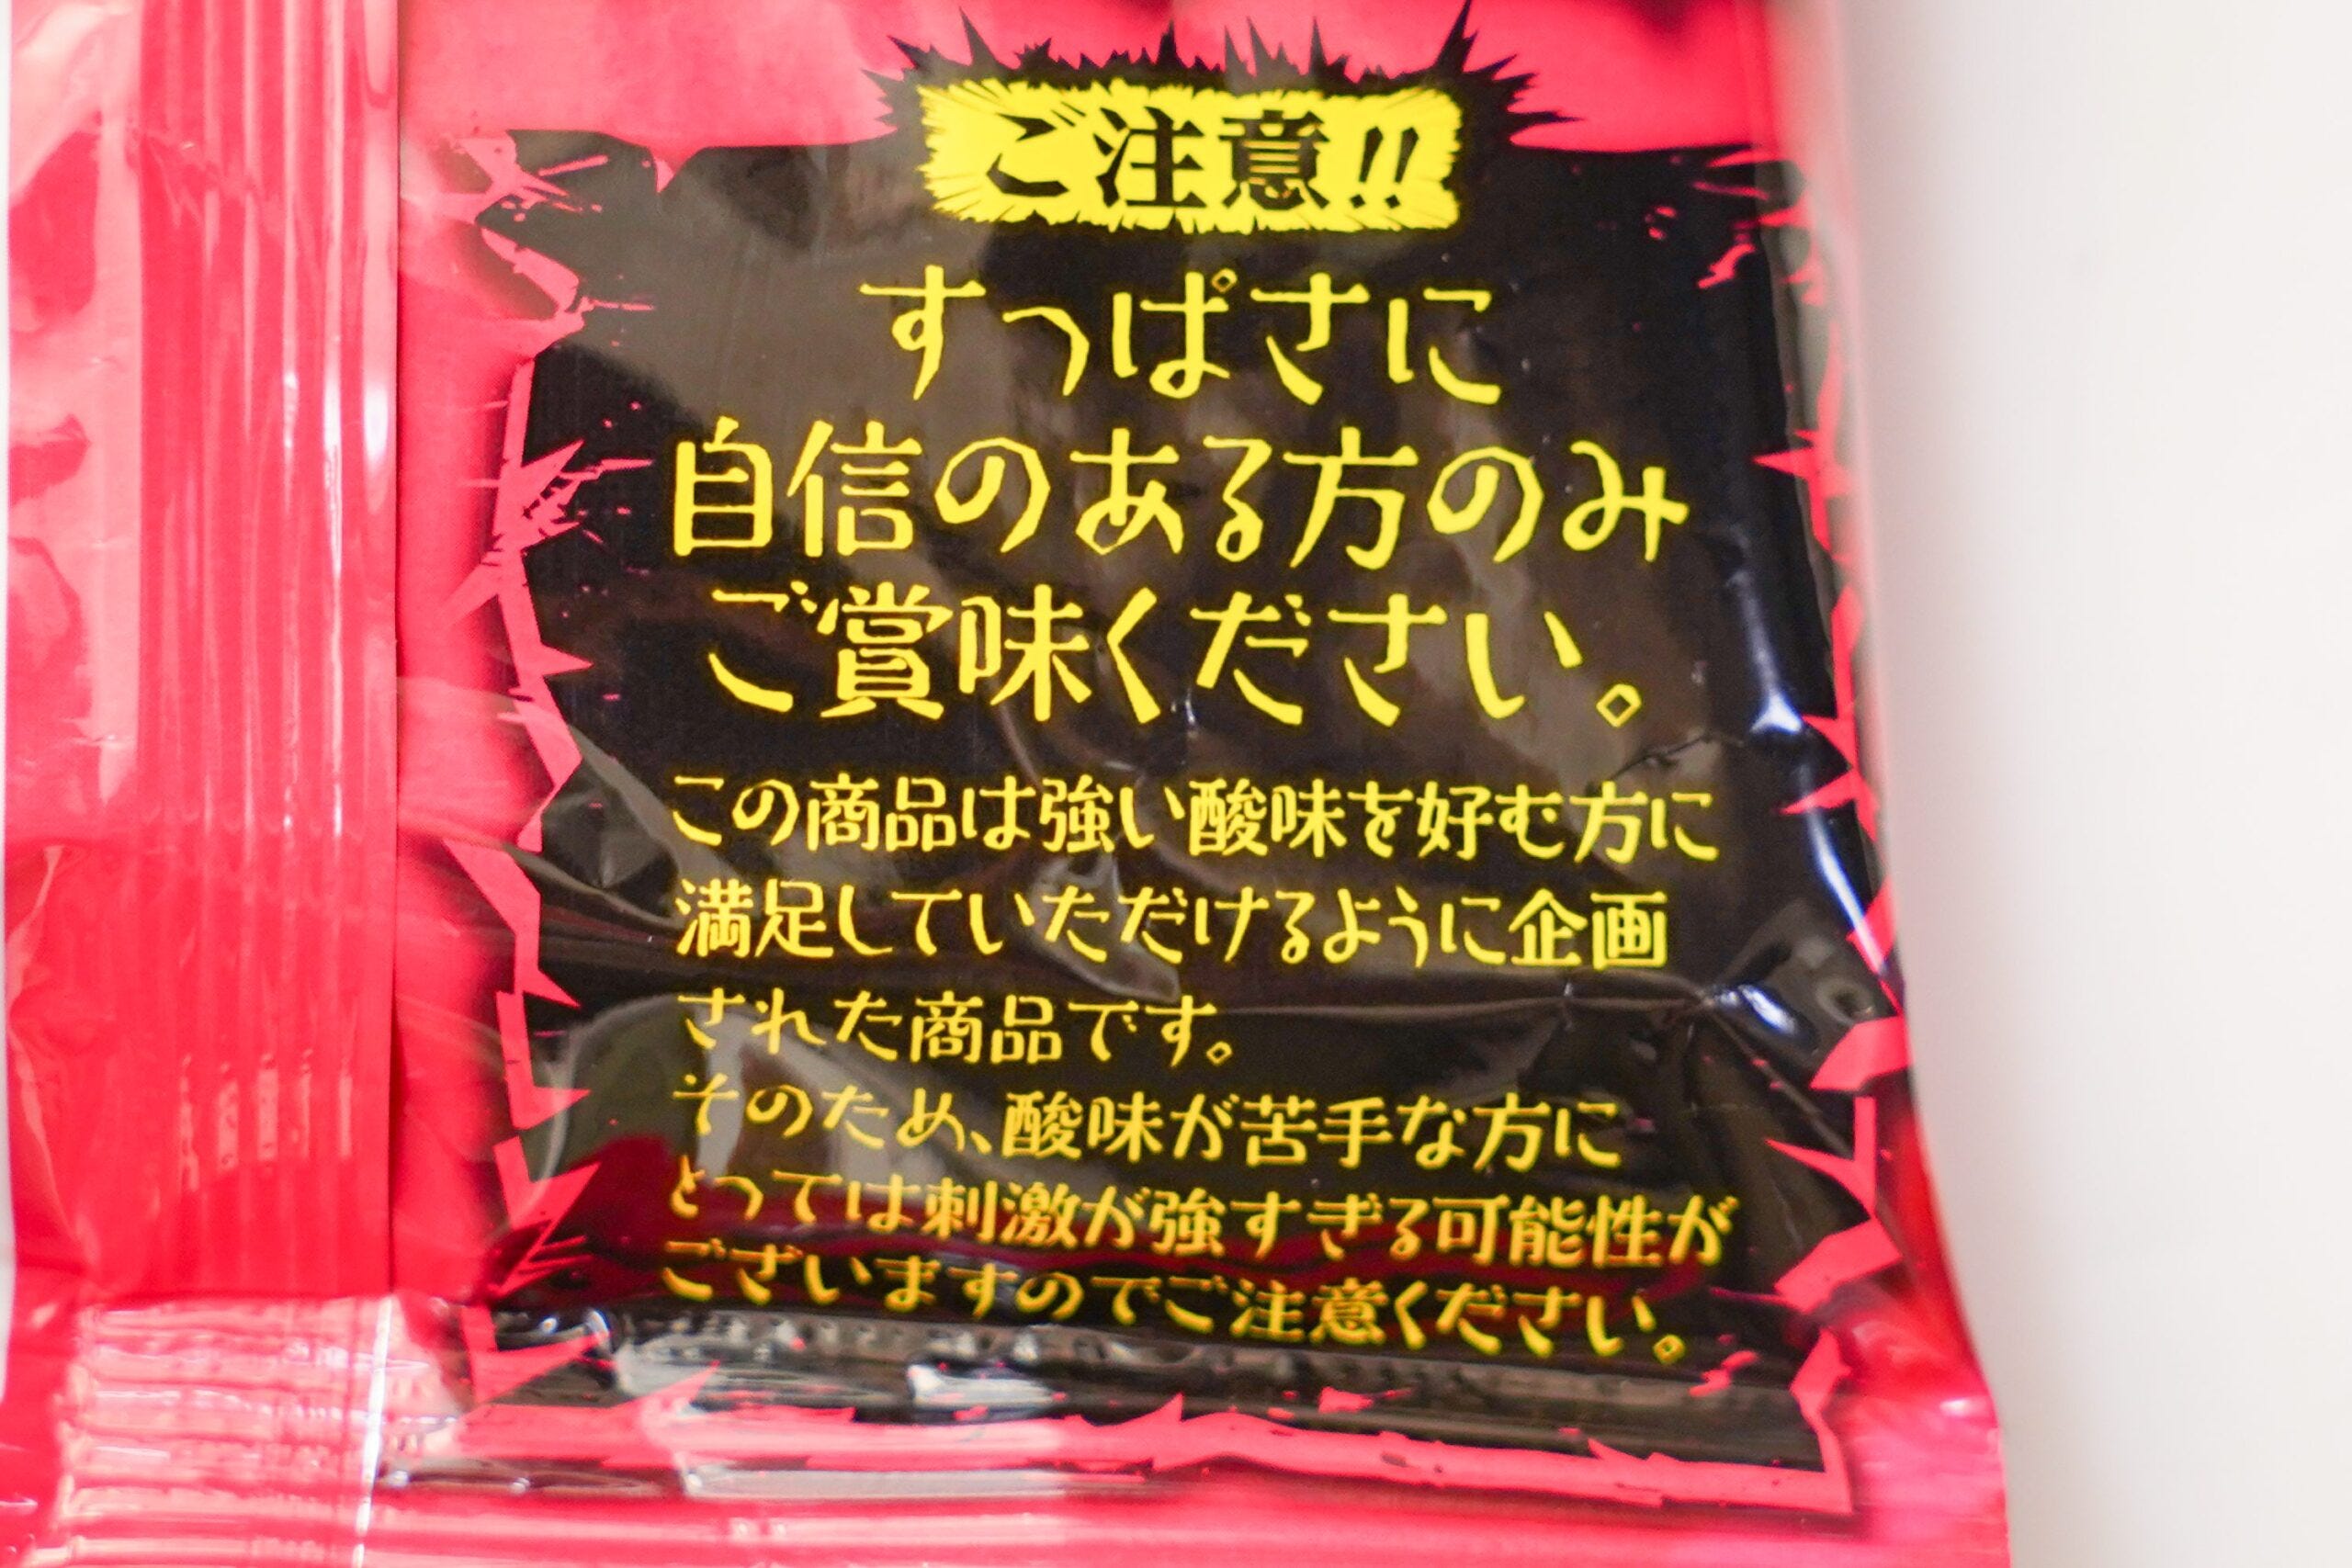 ご注意!!
すっぱさに
自信のある方のみ
ご賞味ください。
この商品は強い酸味を好む方に
満足していただけるように企画
された商品です。
そのため、酸味が苦手な方に
とっては刺激が強すぎる可能性が
ございますのでご注意ください。